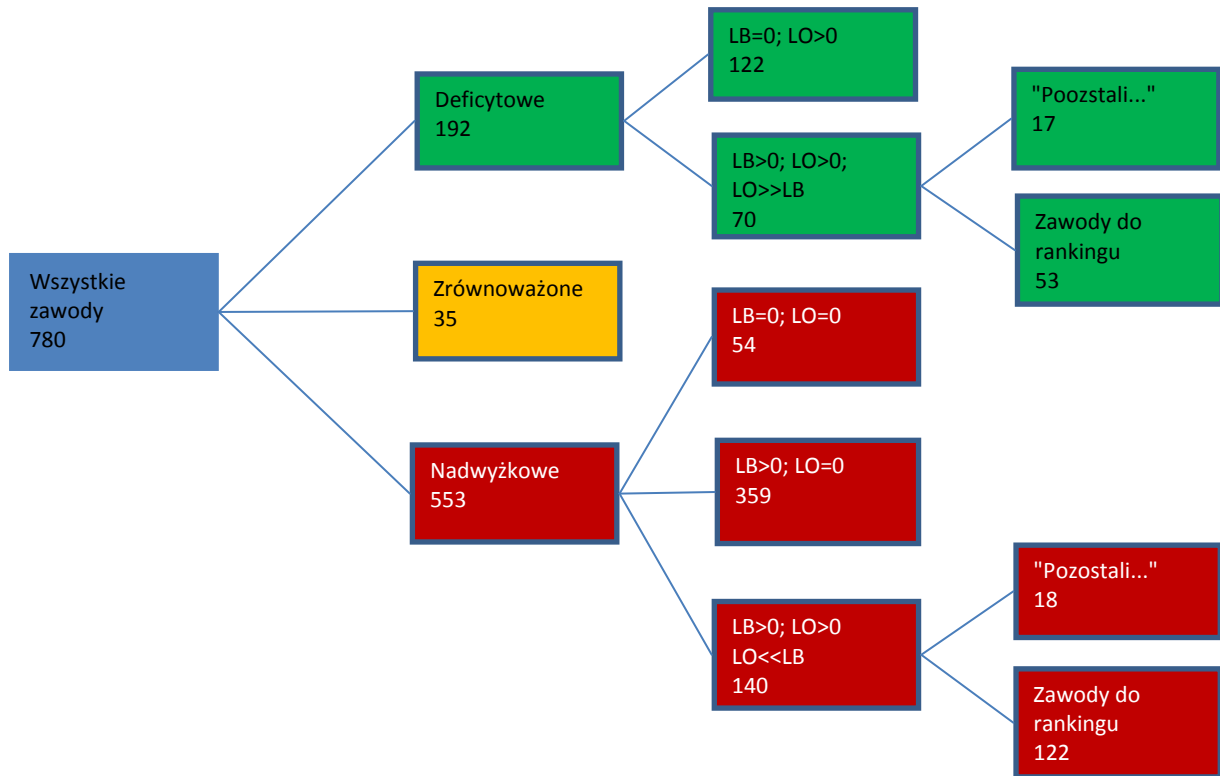 LB=0; LO>0
122
Deficytowe
192
"Poozstali..."
17
LB>0; LO>0;
LO>>LB
70
Zawody do
rankingu
53
Wszystkie
zawody
780
Zrównoważone
35
LB=0; LO=0
54
Nadwyżkowe
553
LB>0; LO=0
359
"Pozostali..."
18
LB>0; LO>0
LO<<LB
140
Zawody do
rankingu
122